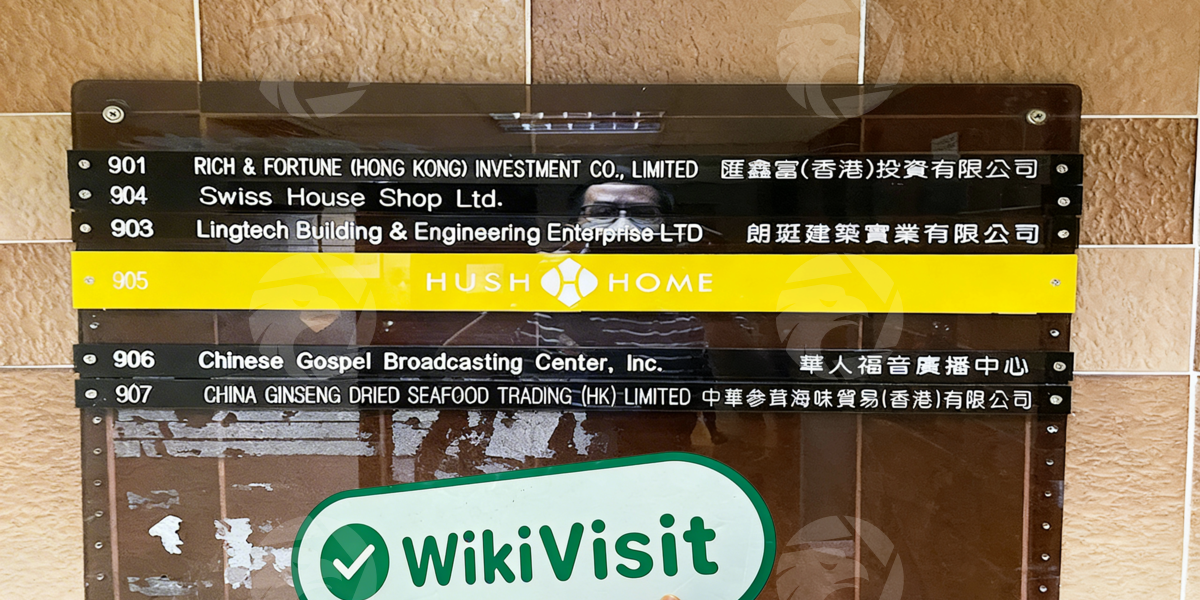 901 RICH & FORTUNE (HONG KONG) INVESTMENT CO., LIMITED 匯鑫富(香港)投資有限公司
904 Swiss House Shop Ltd.
903 Lingtech Building & Engineering Enterprise LTD 朗珽建築實業有限公司
905 HUSH HOME
906 Chinese Gospel Broadcasting Center, Inc. 華人福音廣播中心
907 CHINA GINSENG DRIED SEAFOOD TRADING (HK) LIMITED 中華參茸海味貿易(香港)有限公司
WikiVisit